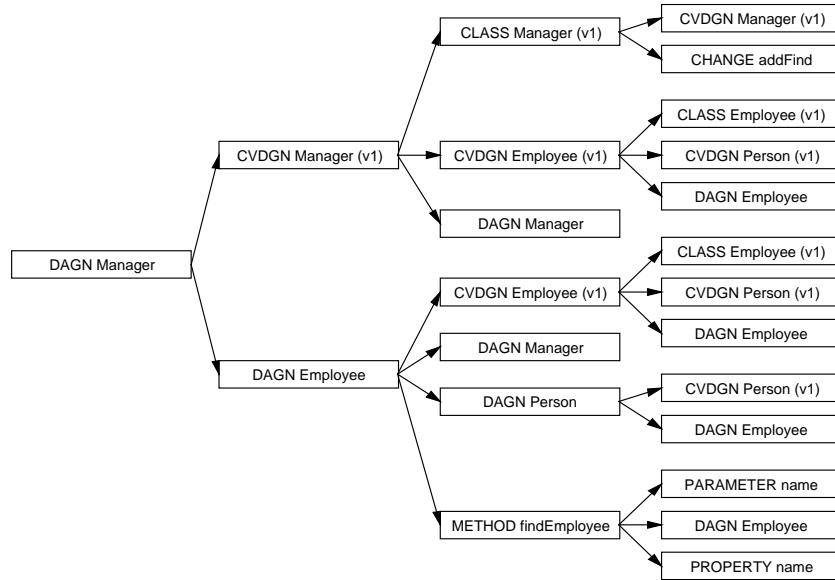 CVDGN Manager (v1)
CLASS Manager (v1)
CHANGE addFind
CLASS Employee (v1)
CVDGN Manager (v1)
CVDGN Employee (v1)
CVDGN Person (v1)
DAGN Employee
DAGN Manager
CLASS Employee (v1)
DAGN Manager
CVDGN Employee (v1)
CVDGN Person (v1)
DAGN Employee
DAGN Manager
DAGN Employee
CVDGN Person (v1)
DAGN Person
DAGN Employee
PARAMETER name
METHOD findEmployee
DAGN Employee
PROPERTY name